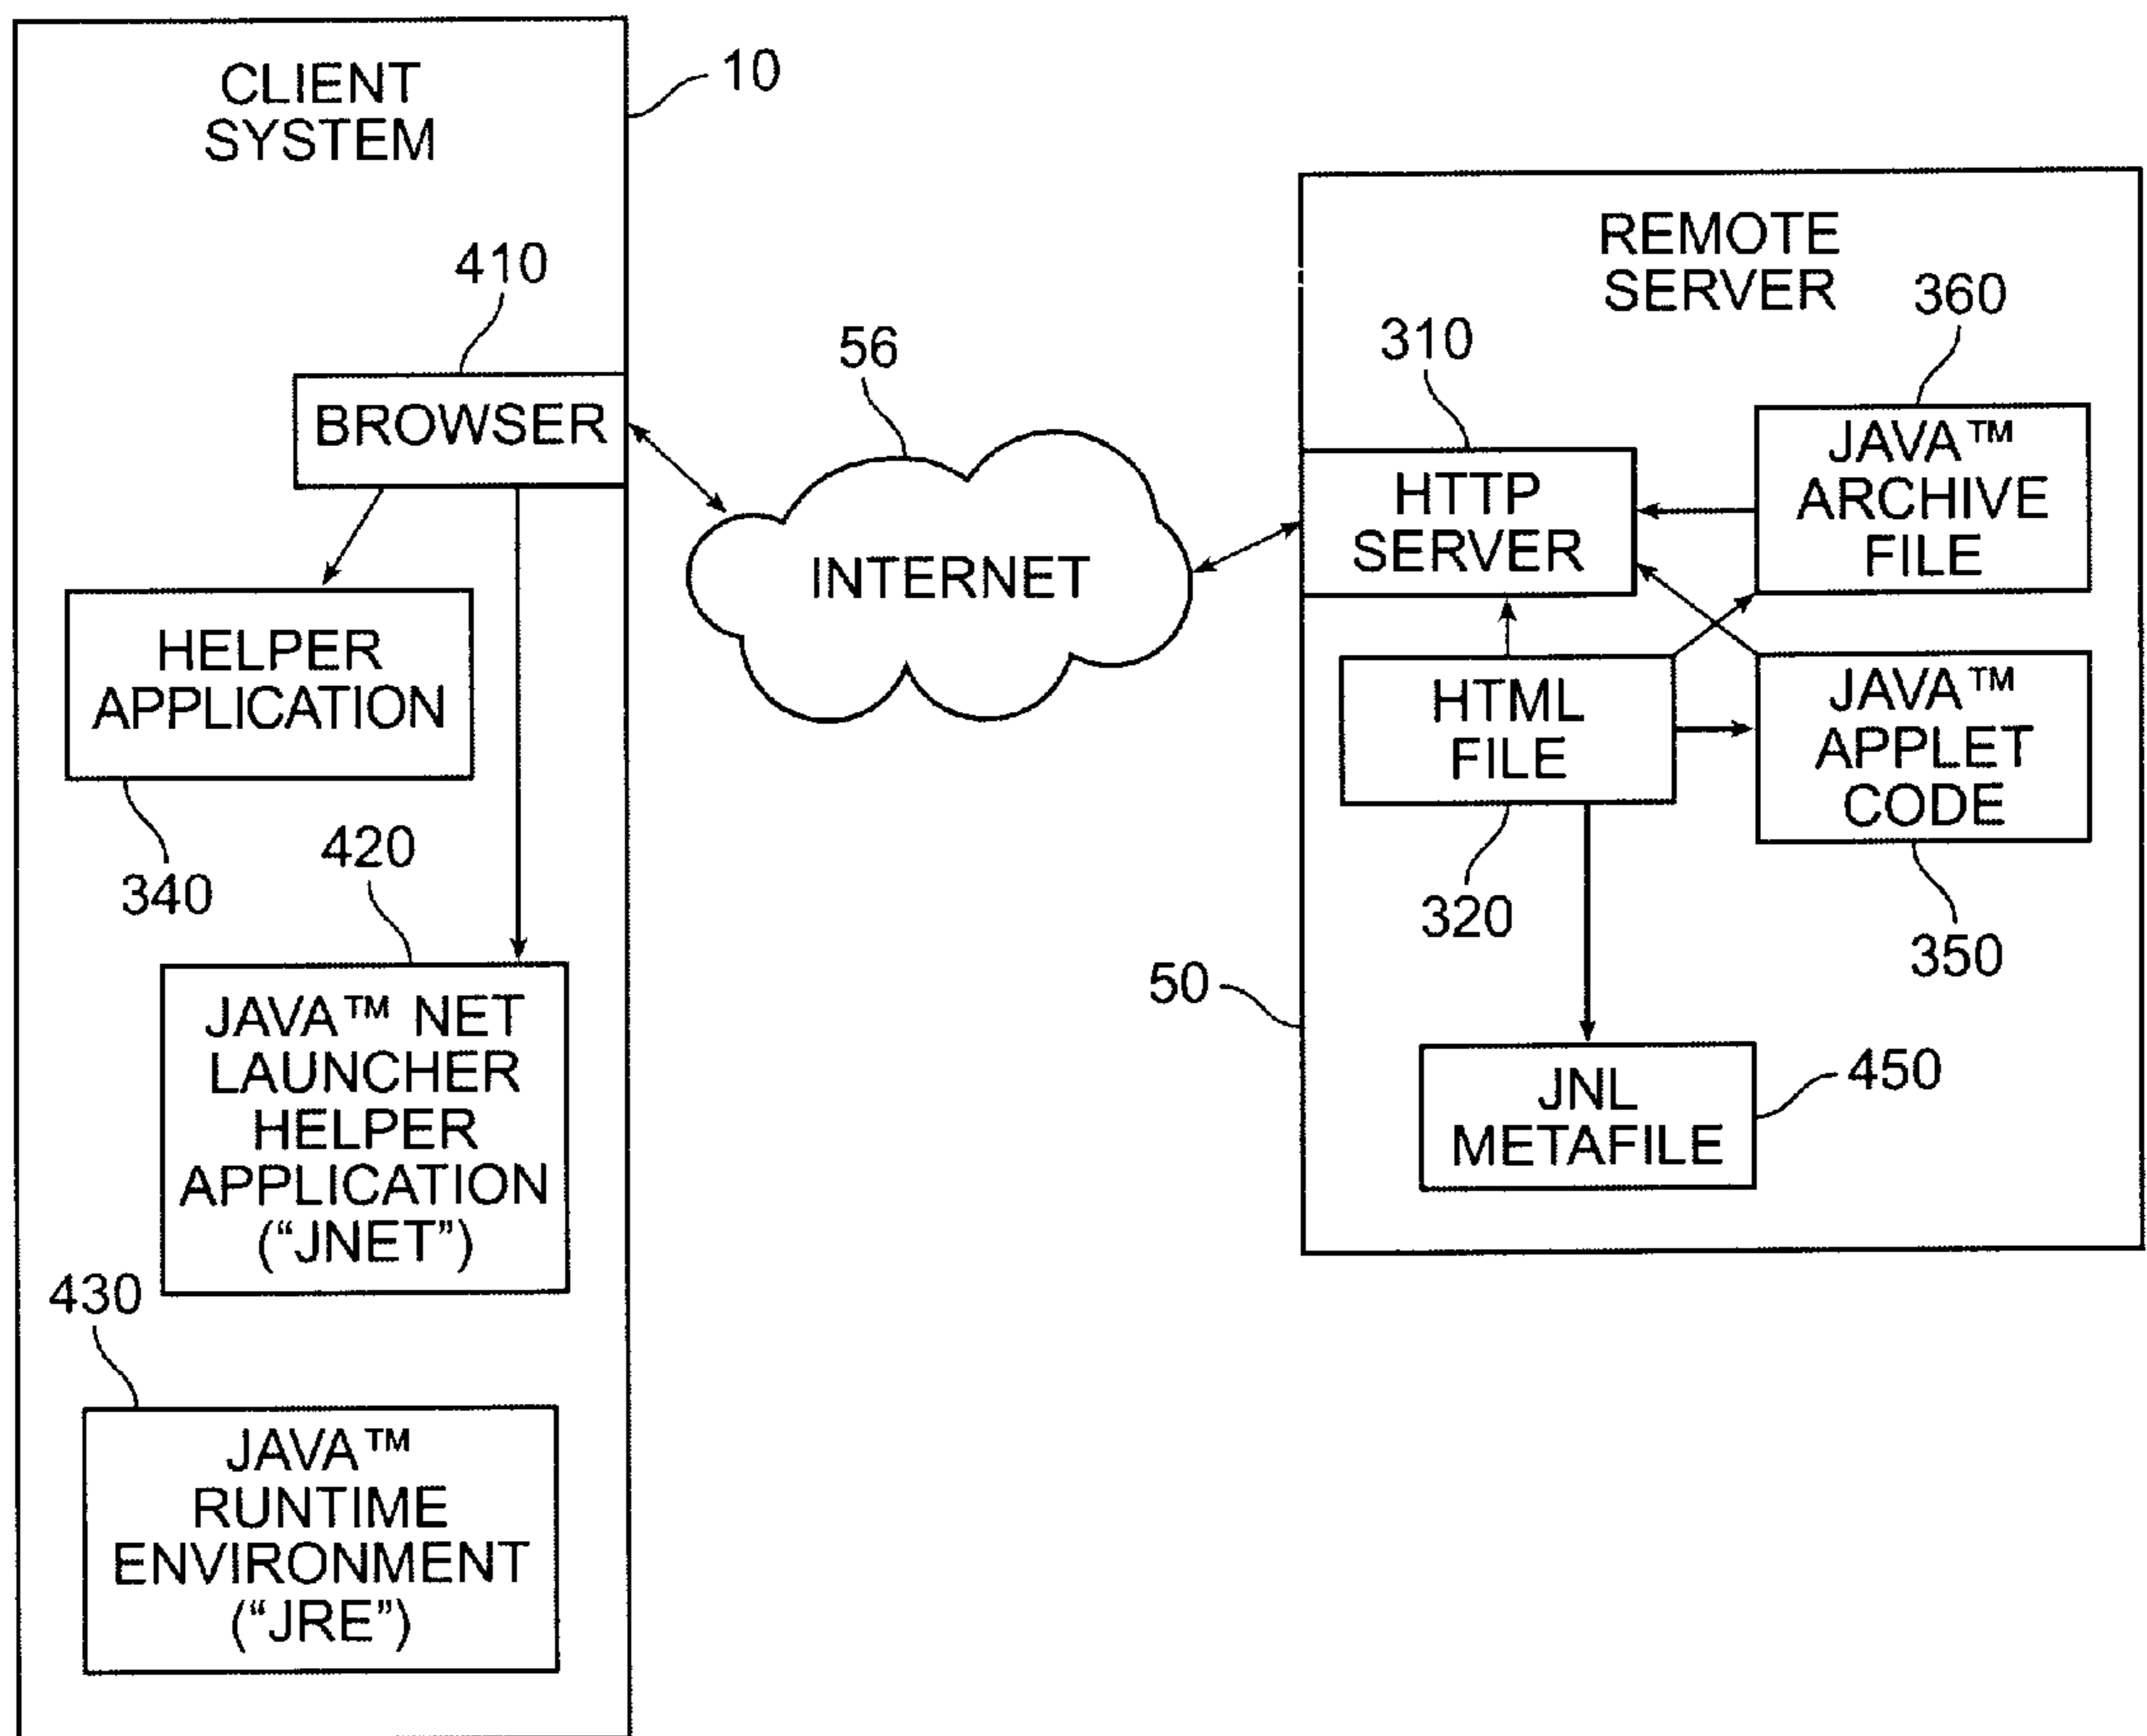 CLIENT
SYSTEM
10
410
BROWSER
HELPER
APPLICATION
340
420
JAVA™ NET
LAUNCHER
HELPER
APPLICATION
(“JNET”)
430
JAVA™
RUNTIME
ENVIRONMENT
(“JRE”)
56
INTERNET
REMOTE
SERVER
310
HTTP
SERVER
360
JAVA™
ARCHIVE
FILE
HTML
FILE
320
JAVA™
APPLET
CODE
350
50
JNL
METAFILE
450